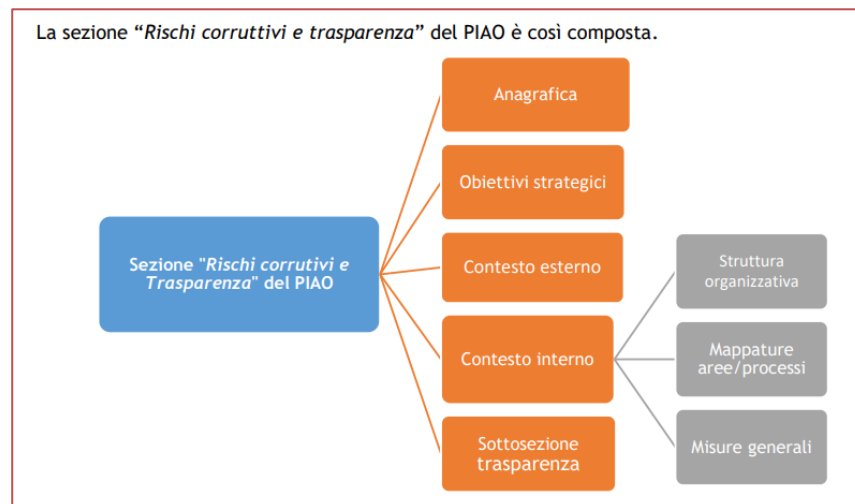 La sezione “Rischi corruttivi e trasparenza” del PIAO è così composta.
Anagrafica
Obiettivi strategici
Sezione "Rischi corrutivi e
Trasparenza" del PIAO
Contesto esterno
Contesto interno
Sottosezione
trasparenza
Struttura
organizzativa
Mappature
aree/processi
Misure generali